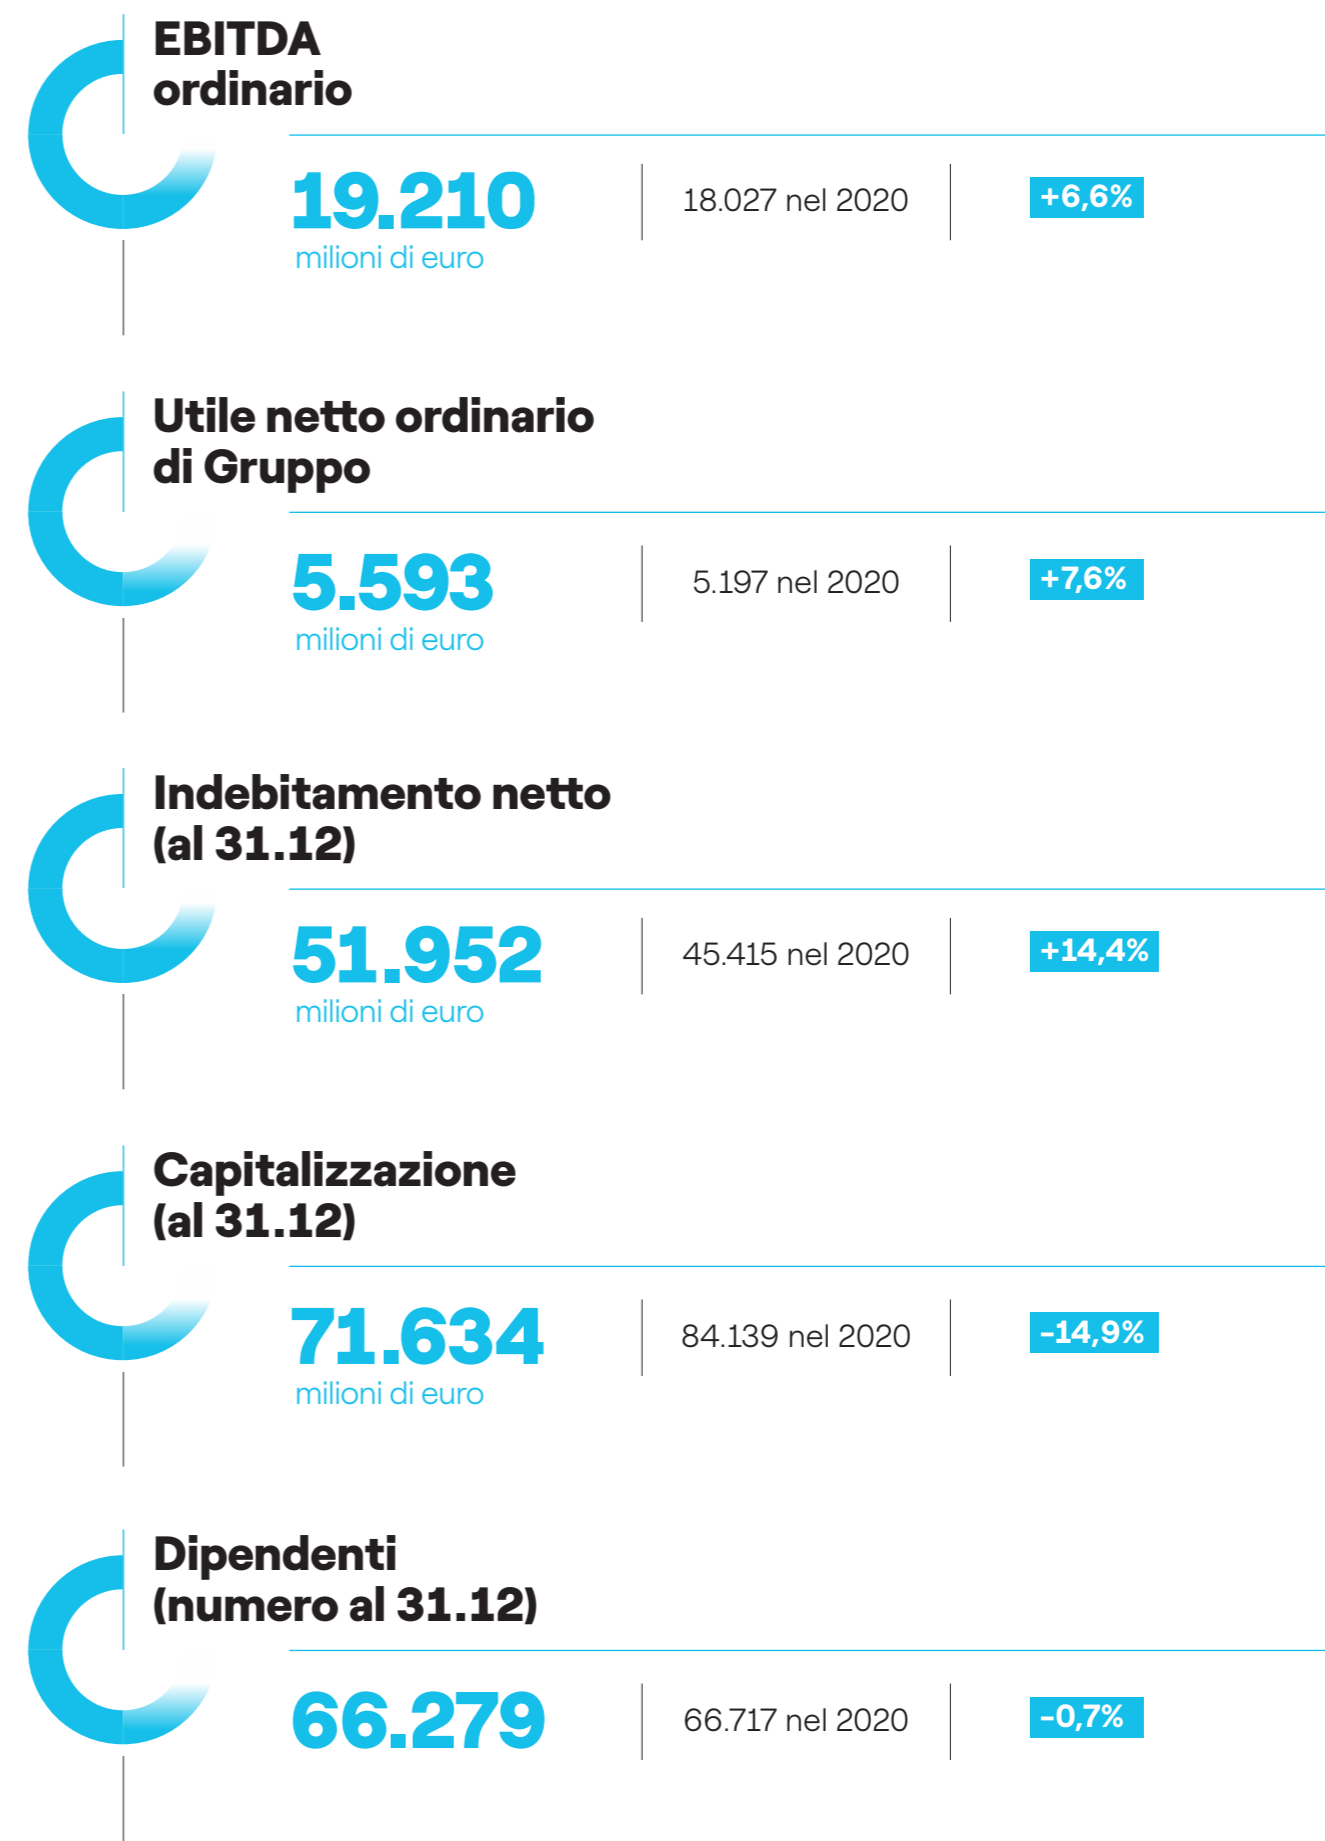 EBITDA
ordinario
19.210
milioni di euro
18.027 nel 2020
+6,6%
Utile netto ordinario
di Gruppo
5.593
milioni di euro
5.197 nel 2020
+7,6%
Indebitamento netto
(al 31.12)
51.952
milioni di euro
45.415 nel 2020
+14,4%
Capitalizzazione
(al 31.12)
71.634
milioni di euro
84.139 nel 2020
-14,9%
Dipendenti
(numero al 31.12)
66.279
66.717 nel 2020
-0,7%